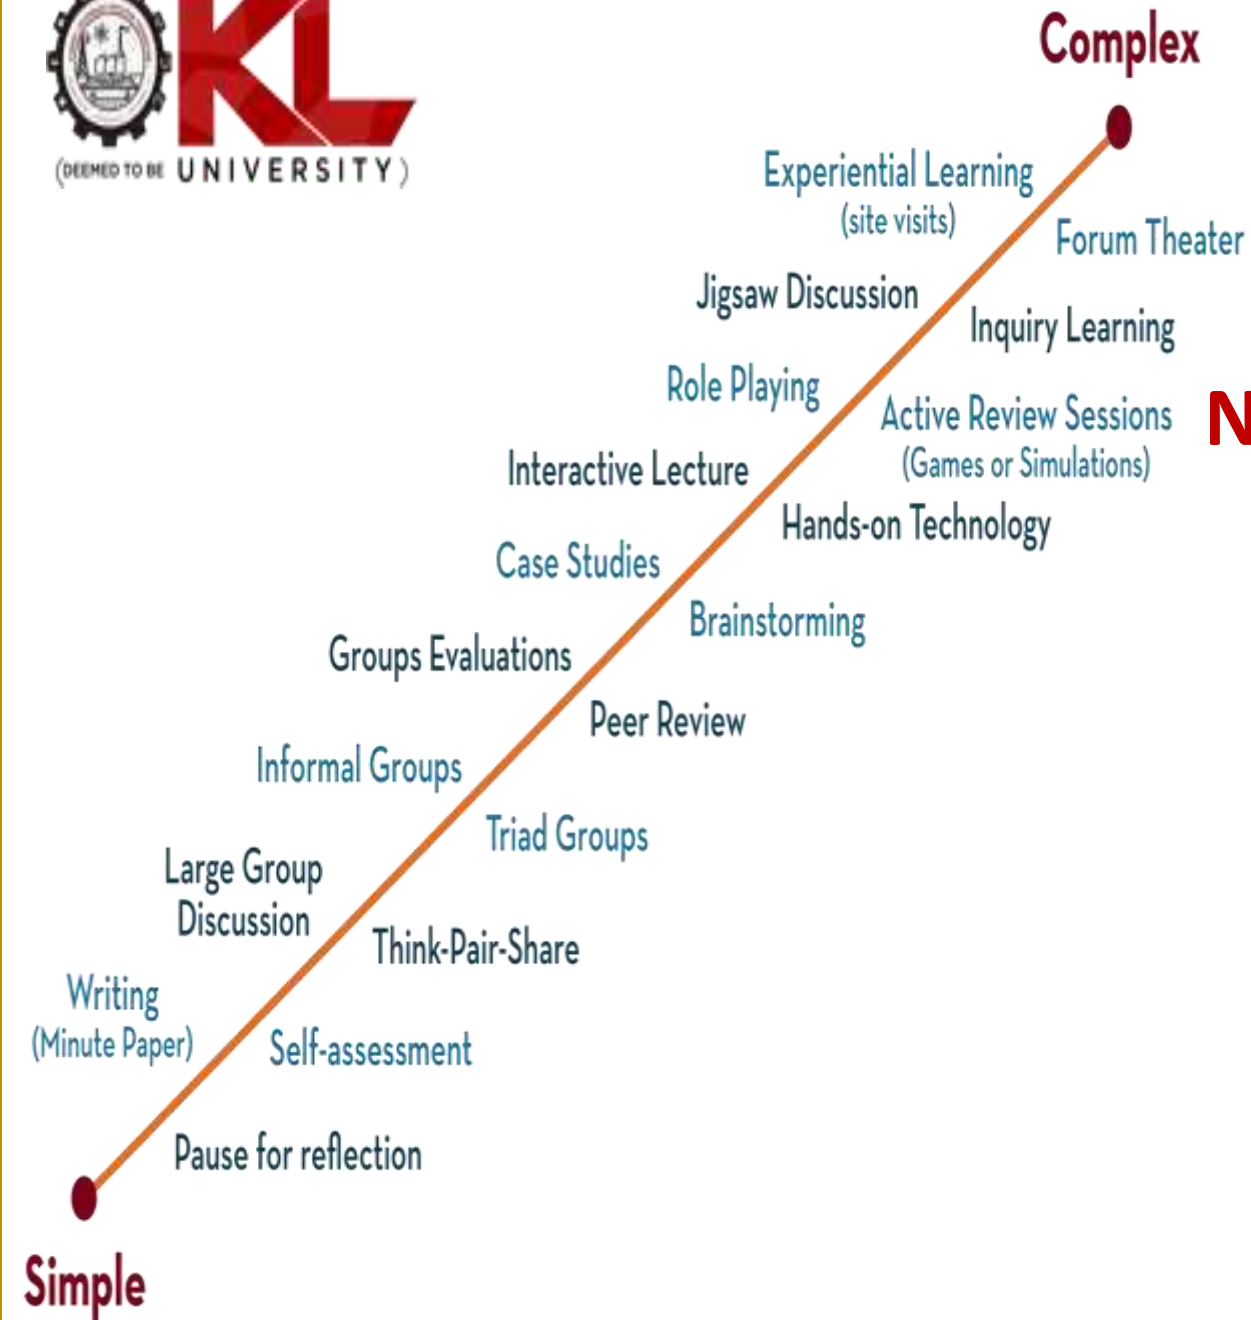 KL
(DEEMED TO BE UNIVERSITY)
Complex
Experiential Learning
(site visits)
Forum Theater
Jigsaw Discussion
Inquiry Learning
Role Playing
Active Review Sessions
(Games or Simulations)
N
Interactive Lecture
Hands-on Technology
Case Studies
Brainstorming
Groups Evaluations
Peer Review
Informal Groups
Triad Groups
Large Group
Discussion
Think-Pair-Share
Writing
(Minute Paper)
Self-assessment
Pause for reflection
Simple